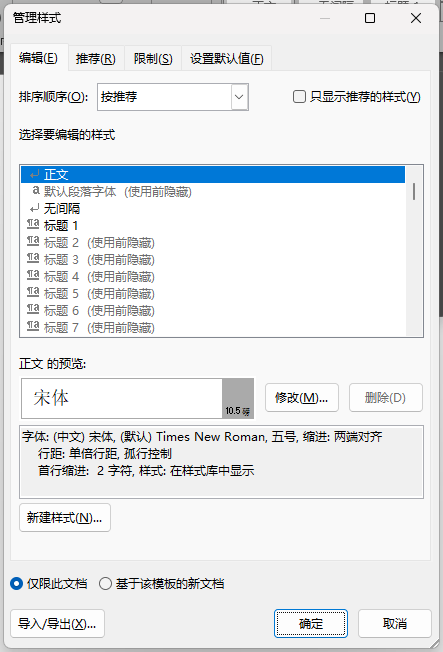 管理样式
编辑(E) 推荐(R) 限制(S) 设置默认值(F)
排序顺序(O): 按推荐 只显示推荐的样式(Y)
选择要编辑的样式
正文
a 默认段落字体 (使用前隐藏)
无间隔
¶a 标题 1
¶a 标题 2 (使用前隐藏)
¶a 标题 3 (使用前隐藏)
¶a 标题 4 (使用前隐藏)
¶a 标题 5 (使用前隐藏)
¶a 标题 6 (使用前隐藏)
¶a 标题 7 (使用前隐藏)
正文 的预览:
宋体 10.5 磅
修改(M)... 删除(D)
字体: (中文) 宋体, (默认) Times New Roman, 五号, 缩进: 两端对齐
行距: 单倍行距, 孤行控制
首行缩进: 2 字符, 样式: 在样式库中显示
新建样式(N)...
仅限此文档 基于该模板的新文档
导入/导出(X)... 确定 取消